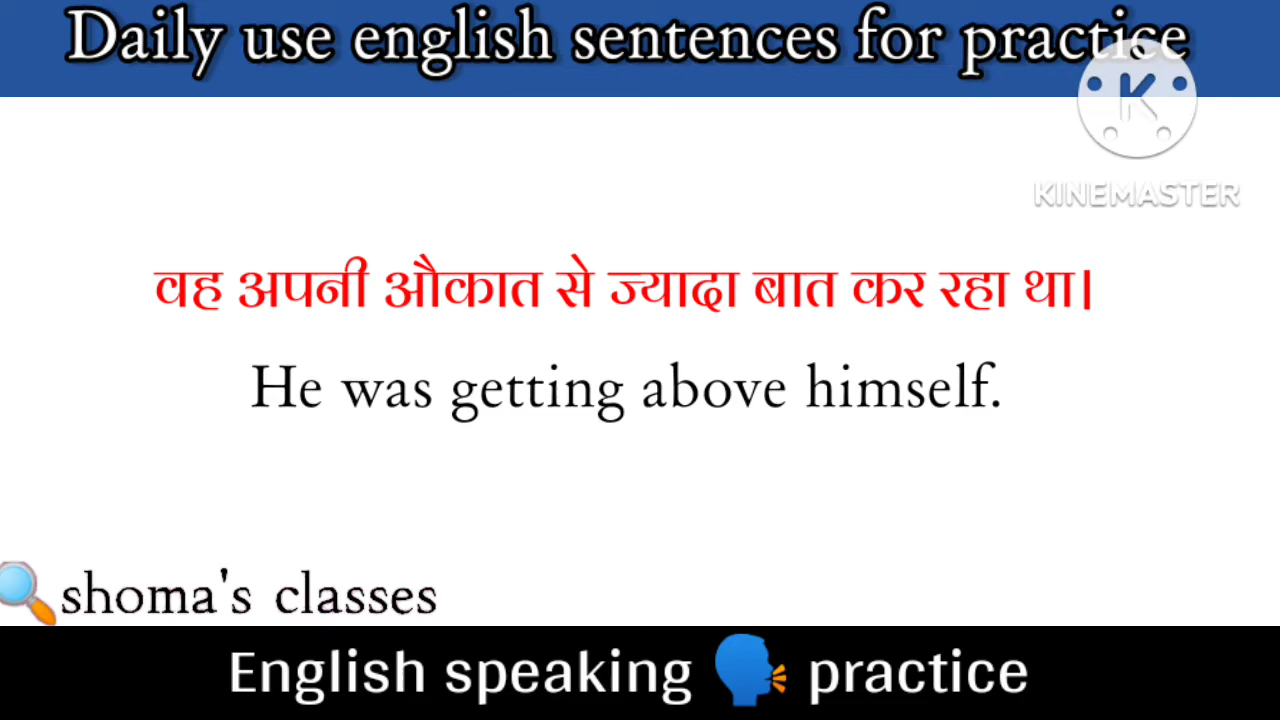 Daily use english sentences for practice
KINEMASTER
वह अपनी औकात से ज्यादा बात कर रहा था।
He was getting above himself.
shoma's classes
English speaking practice